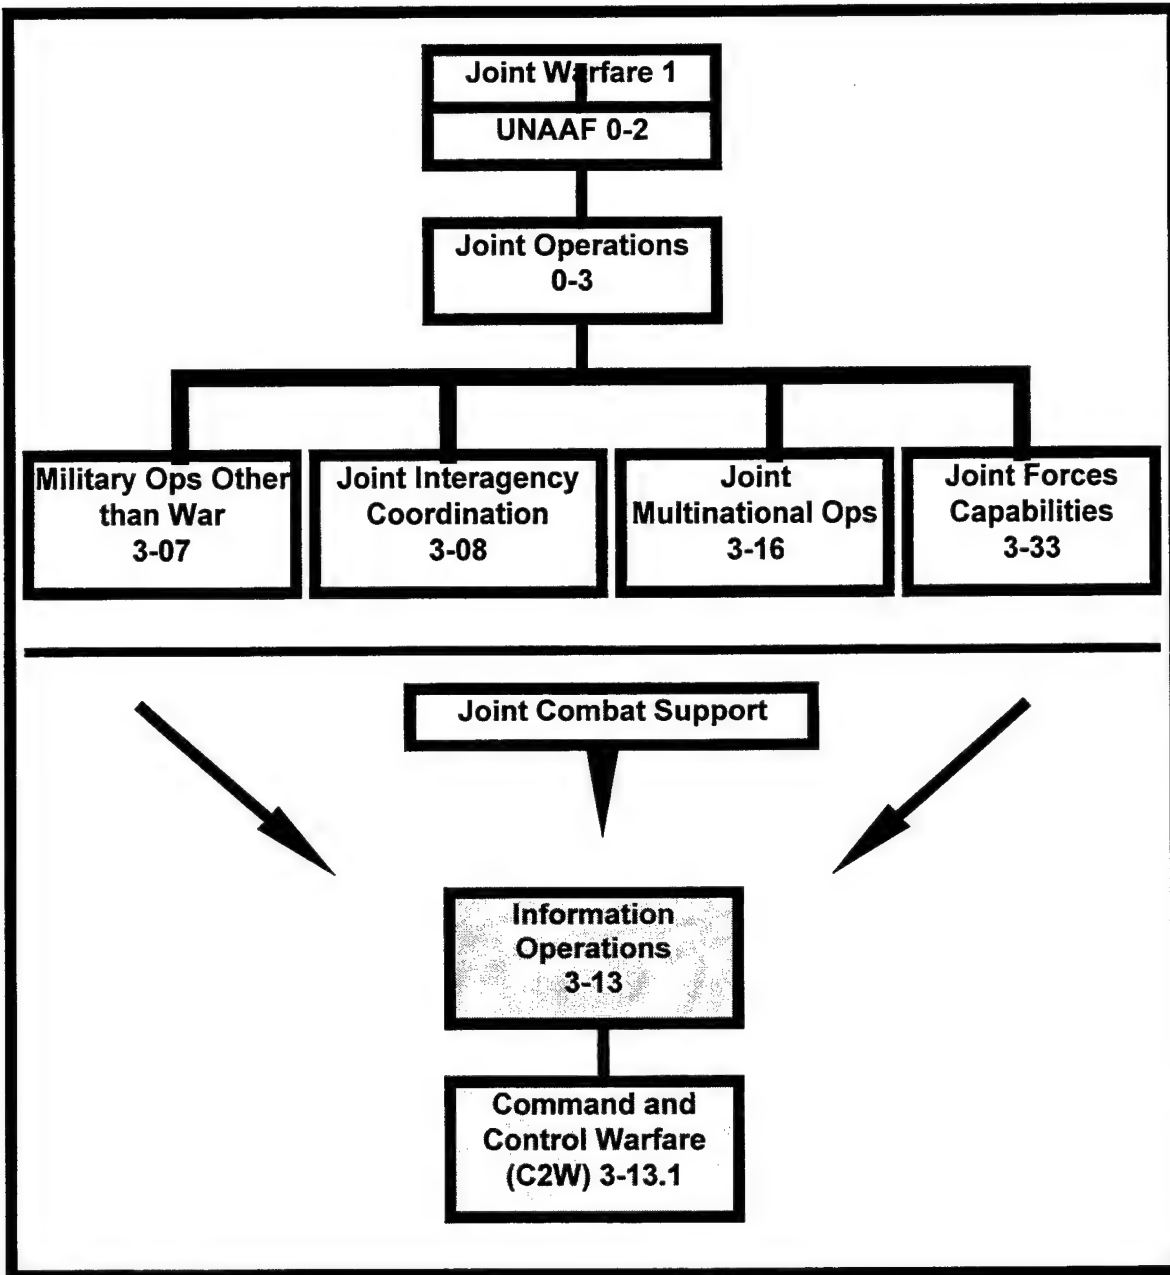 Joint Warfare 1
UNAAF 0-2
Joint Operations
0-3
Military Ops Other
than War
3-07
Joint Interagency
Coordination
3-08
Joint
Multinational Ops
3-16
Joint Forces
Capabilities
3-33
Joint Combat Support
Information
Operations
3-13
Command and
Control Warfare
(C2W) 3-13.1